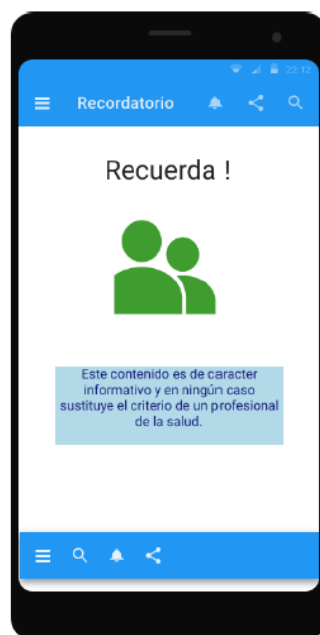 22:12
Recordatorio
Recuerda !
Este contenido es de caracter
informativo y en ningún caso
sustituye el criterio de un profesional
de la salud.